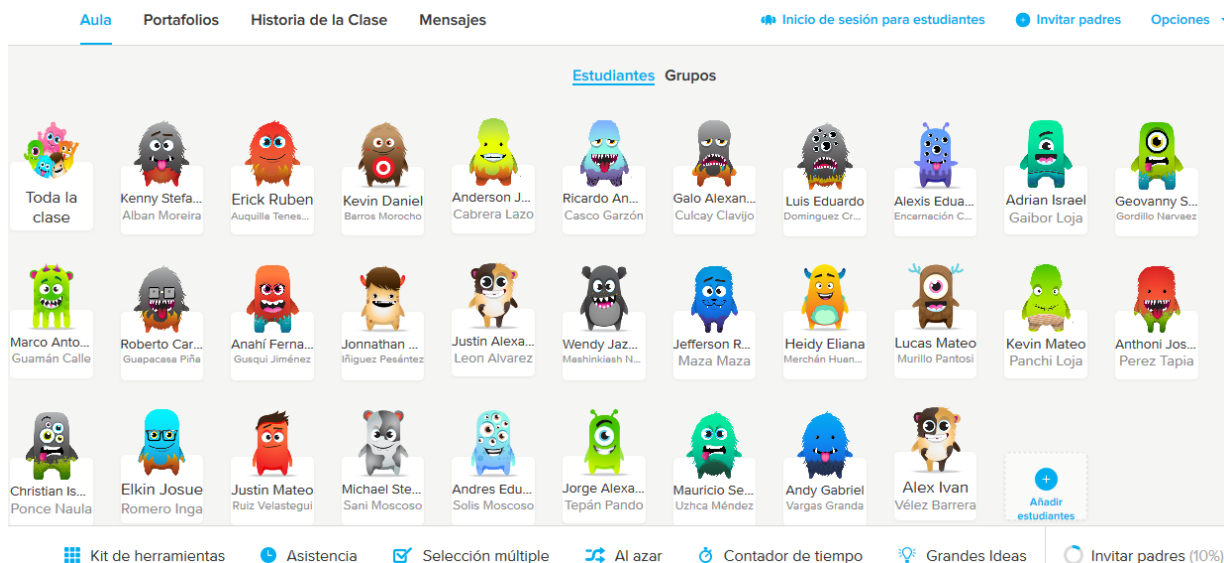 Aula Portafolios Historia de la Clase Mensajes Inicio de sesión para estudiantes Invitar padres Opciones
Estudiantes Grupos
Toda la clase
Kenny Stefa... Alban Moreira
Erick Ruben Auquilla Tenes...
Kevin Daniel Barros Morocho
Anderson J... Cabrera Lazo
Ricardo An... Casco Garzón
Galo Alexan... Culcay Clavijo
Luis Eduardo Dominguez Cr...
Alexis Edua... Encarnación C...
Adrian Israel Gaibor Loja
Geovanny S... Gordillo Narvaez
Marco Anto... Guamán Calle
Roberto Car... Guapacasa Piña
Anahí Ferna... Gusqui Jiménez
Jonnathan ... Iñiguez Pesántez
Justin Alexa... Leon Alvarez
Wendy Jaz... Mashinkiash N...
Jefferson R... Maza Maza
Heidy Eliana Merchán Huan...
Lucas Mateo Murillo Pantosi
Kevin Mateo Panchi Loja
Anthoni Jos... Perez Tapia
Christian Is... Ponce Naula
Elkin Josue Romero Inga
Justin Mateo Ruiz Velastegui
Michael Ste... Sani Moscoso
Andres Edu... Solis Moscoso
Jorge Alexa... Tepán Pando
Mauricio Se... Uzhca Méndez
Andy Gabriel Vargas Granda
Alex Ivan Vélez Barrera
Añadir estudiantes
Kit de herramientas Asistencia Selección múltiple Al azar Contador de tiempo Grandes Ideas Invitar padres (10%)